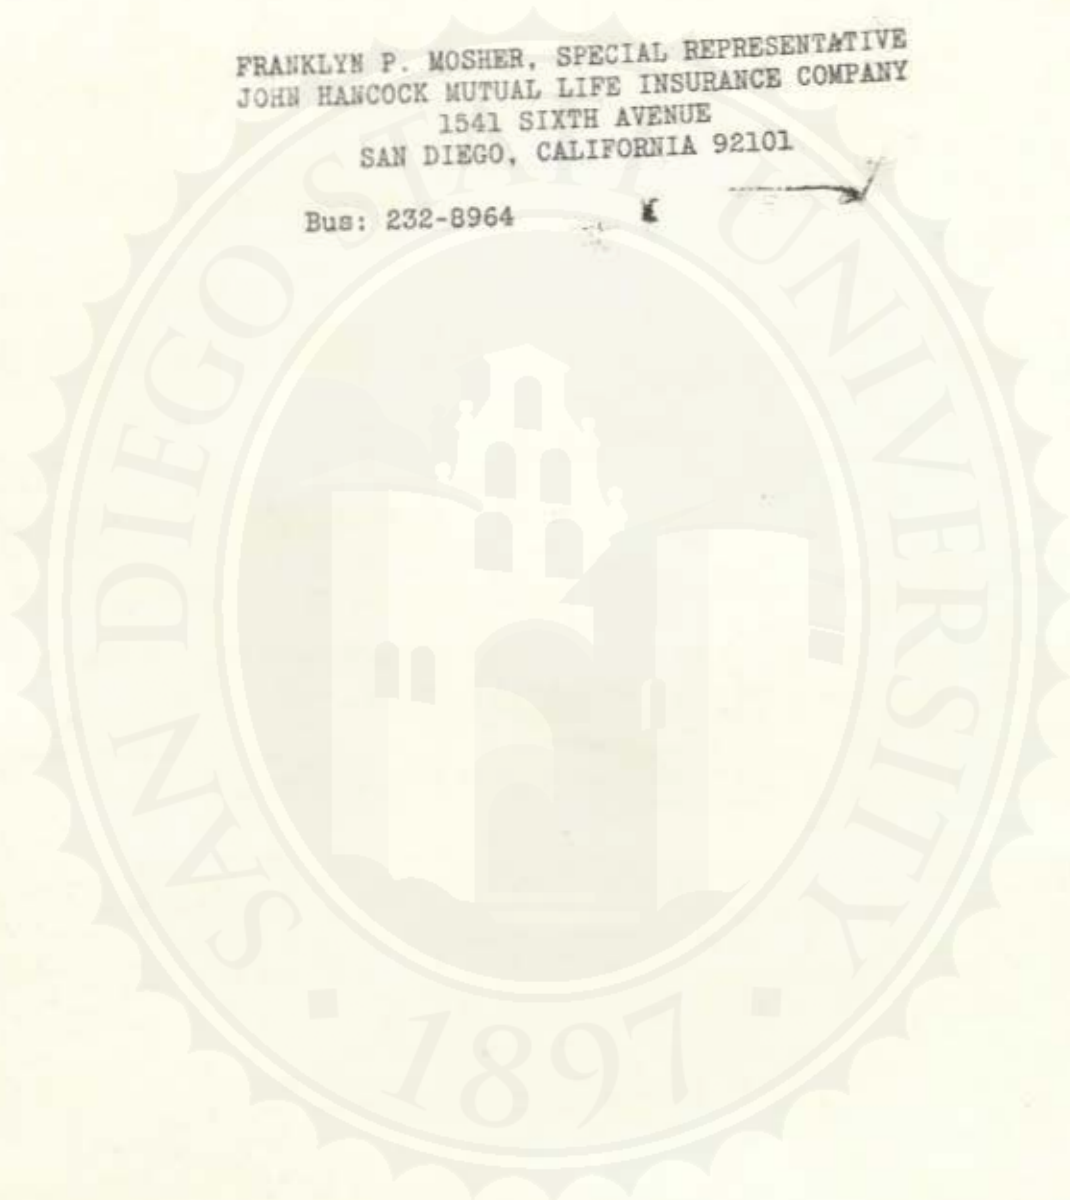 FRANKLYN P. MOSHER, SPECIAL REPRESENTATIVE
JOHN HANCOCK MUTUAL LIFE INSURANCE COMPANY
1541 SIXTH AVENUE
SAN DIEGO, CALIFORNIA 92101
Bus: 232-8964
SAN DIEGO STATE UNIVERSITY
1897